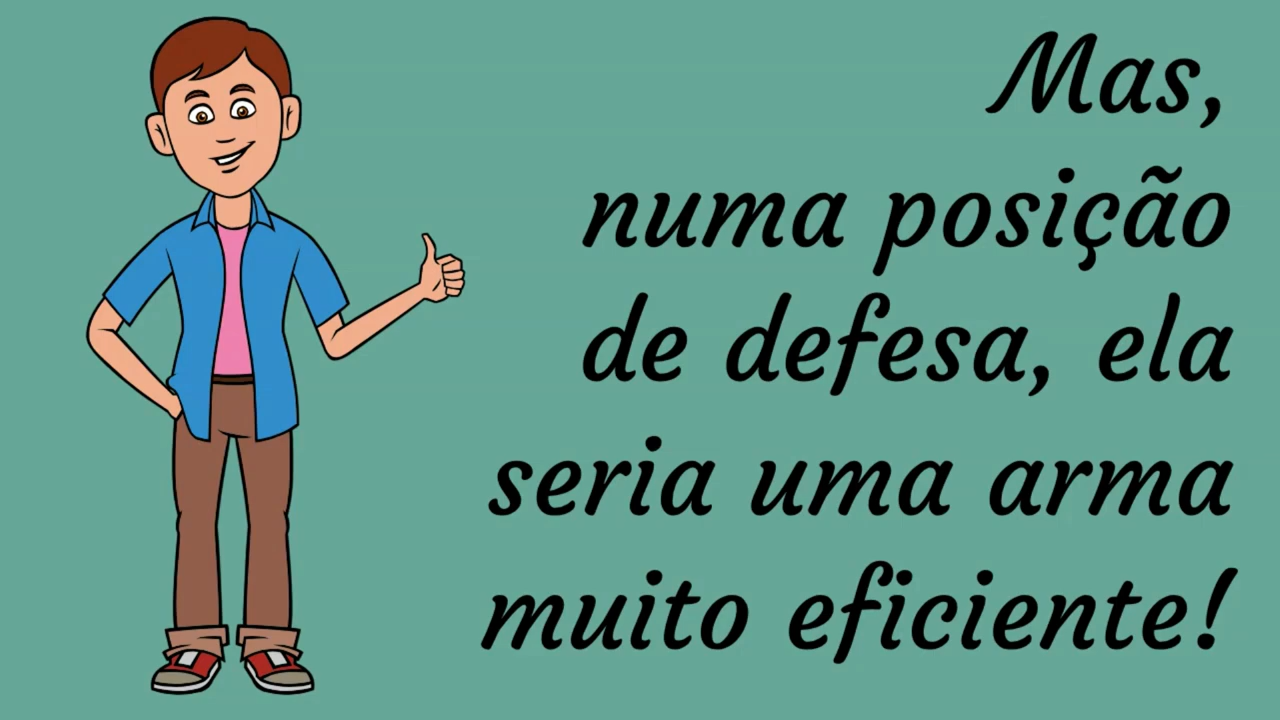 Mas,
numa posição
de defesa, ela
seria uma arma
muito eficiente!